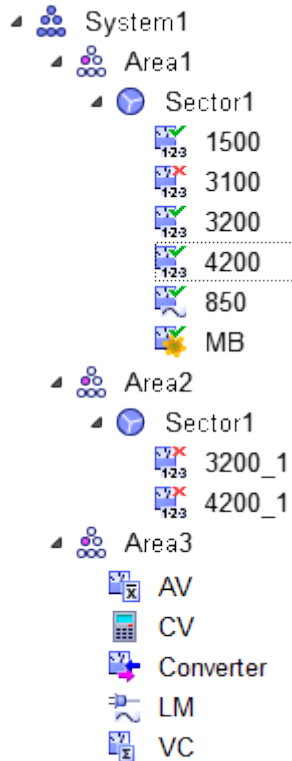 System1
Area1
Sector1
1500
3100
3200
4200
850
MB
Area2
Sector1
3200_1
4200_1
Area3
AV
CV
Converter
LM
VC